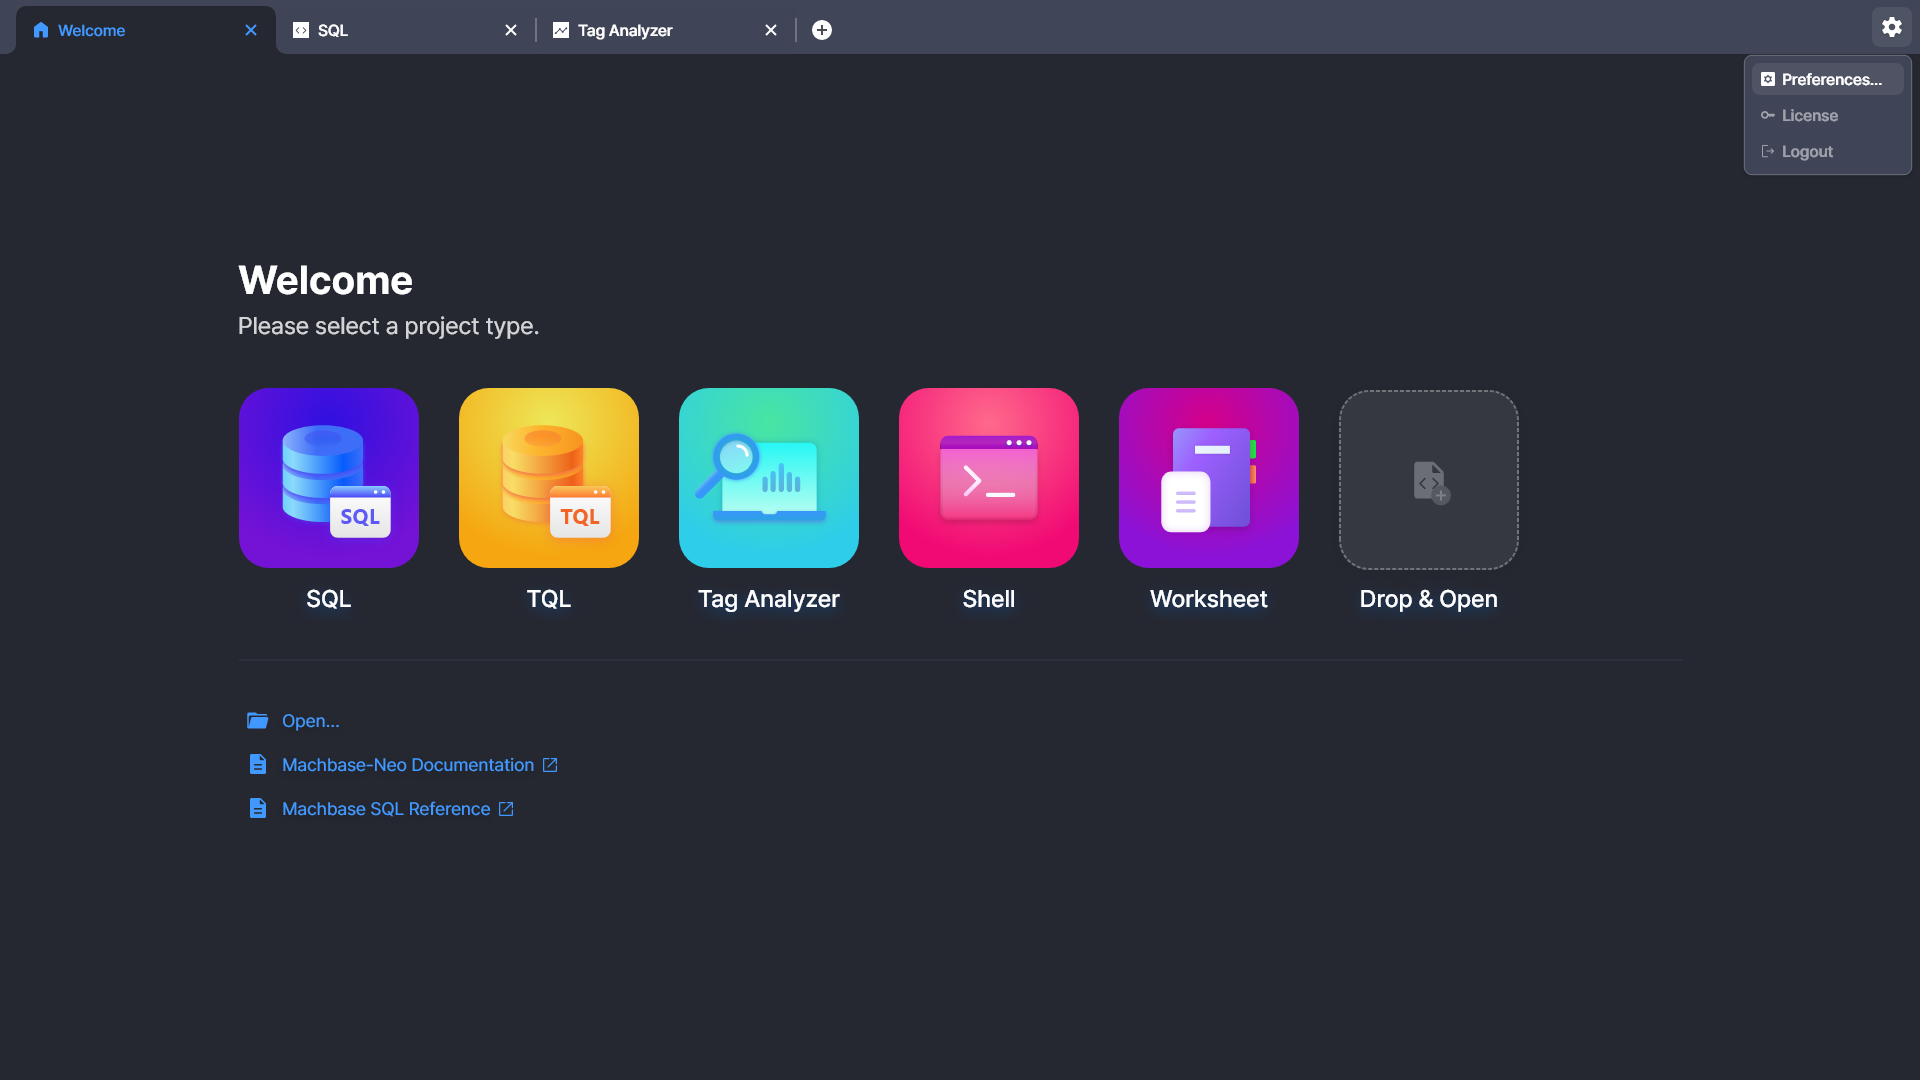 Welcome
SQL
Tag Analyzer
Preferences...
License
Logout
Welcome
Please select a project type.
SQL
TQL
SQL
TQL
Tag Analyzer
Shell
Worksheet
Drop & Open
Open...
Machbase-Neo Documentation
Machbase SQL Reference